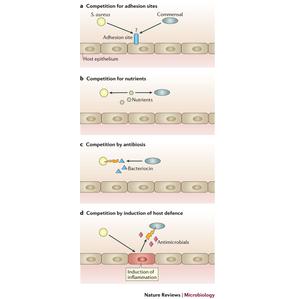 a Competition for adhesion sites
S. aureus
Commensal
?
Adhesion site
Host epithelium
b Competition for nutrients
Nutrients
c Competition by antibiosis
Bacteriocin
d Competition by induction of host defence
Antimicrobials
Induction of
inflammation
Nature Reviews | Microbiology